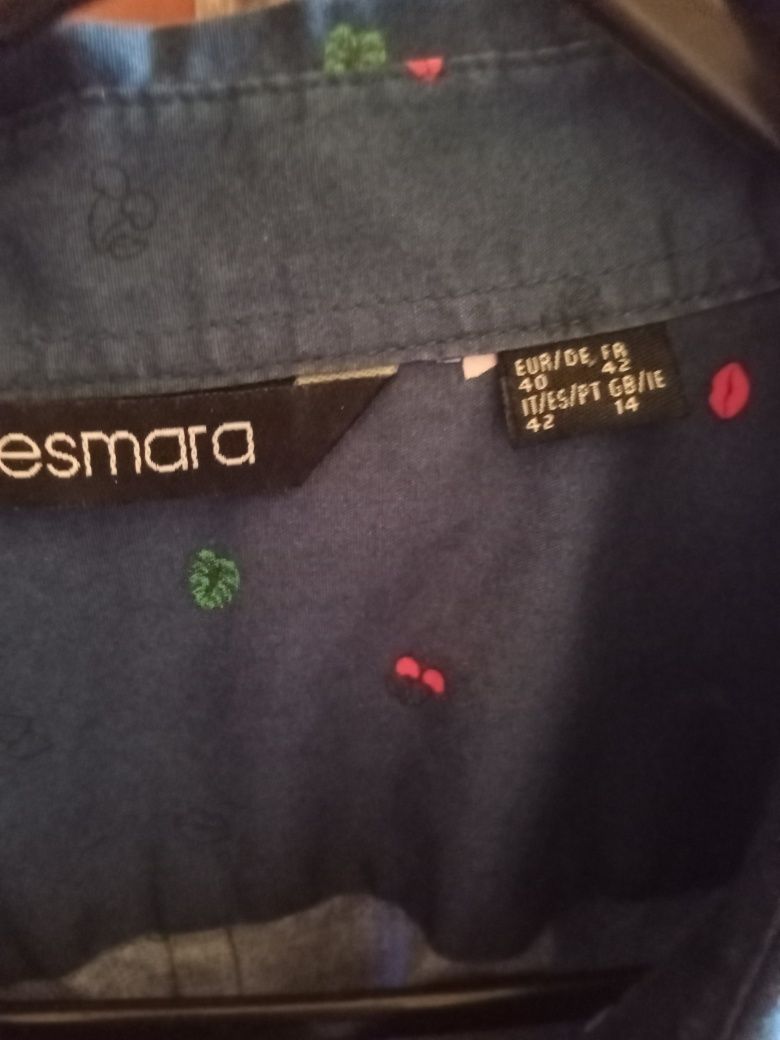 esmara
EUR/DE, FR
40 42
IT/ES/PT GB/IE
42 14